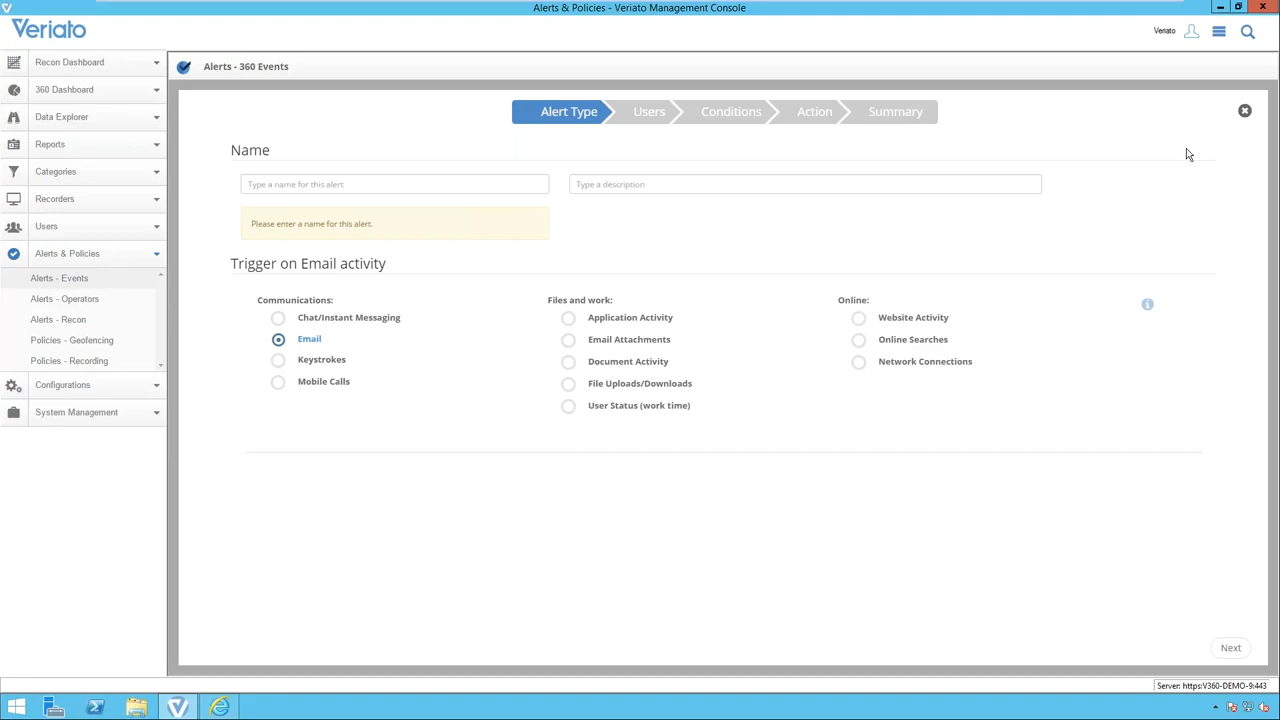 Alerts & Policies - Veriato Management Console
Veriato
Veriato
Recon Dashboard
360 Dashboard
Data Explorer
Reports
Categories
Recorders
Users
Alerts & Policies
Alerts - Events
Alerts - Operators
Alerts - Recon
Policies - Geofencing
Policies - Recording
Configurations
System Management
Alerts - 360 Events
Alert Type
Users
Conditions
Action
Summary
Name
Type a name for this alert
Type a description
Please enter a name for this alert.
Trigger on Email activity
Communications:
Chat/Instant Messaging
Email
Keystrokes
Mobile Calls
Files and work:
Application Activity
Email Attachments
Document Activity
File Uploads/Downloads
User Status (work time)
Online:
Website Activity
Online Searches
Network Connections
Next
Server: https:V360-DEMO-9:443